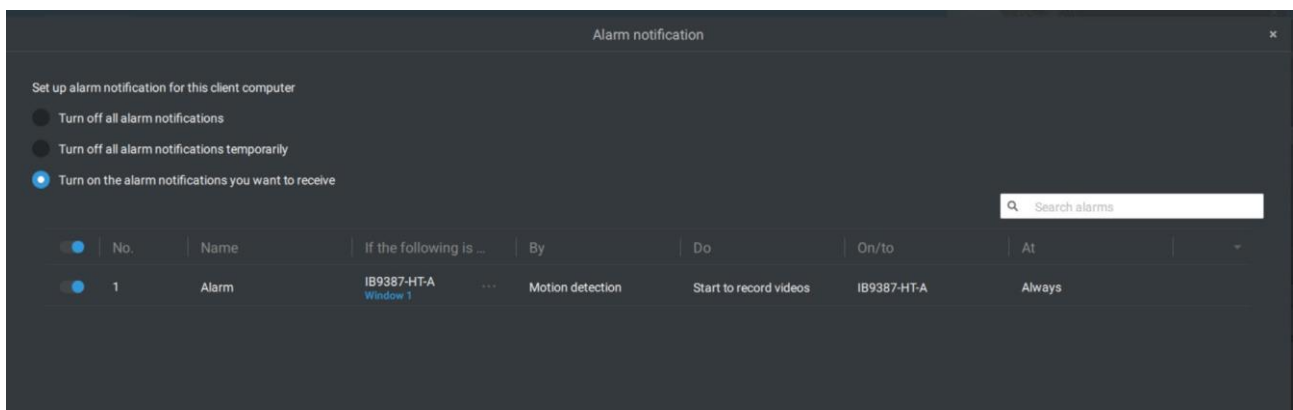 Alarm notification
Set up alarm notification for this client computer
Turn off all alarm notifications
Turn off all alarm notifications temporarily
Turn on the alarm notifications you want to receive
Search alarms
No. Name If the following is ... By Do On/to At
1 Alarm IB9387-HT-A ... Motion detection Start to record videos IB9387-HT-A Always
Window 1